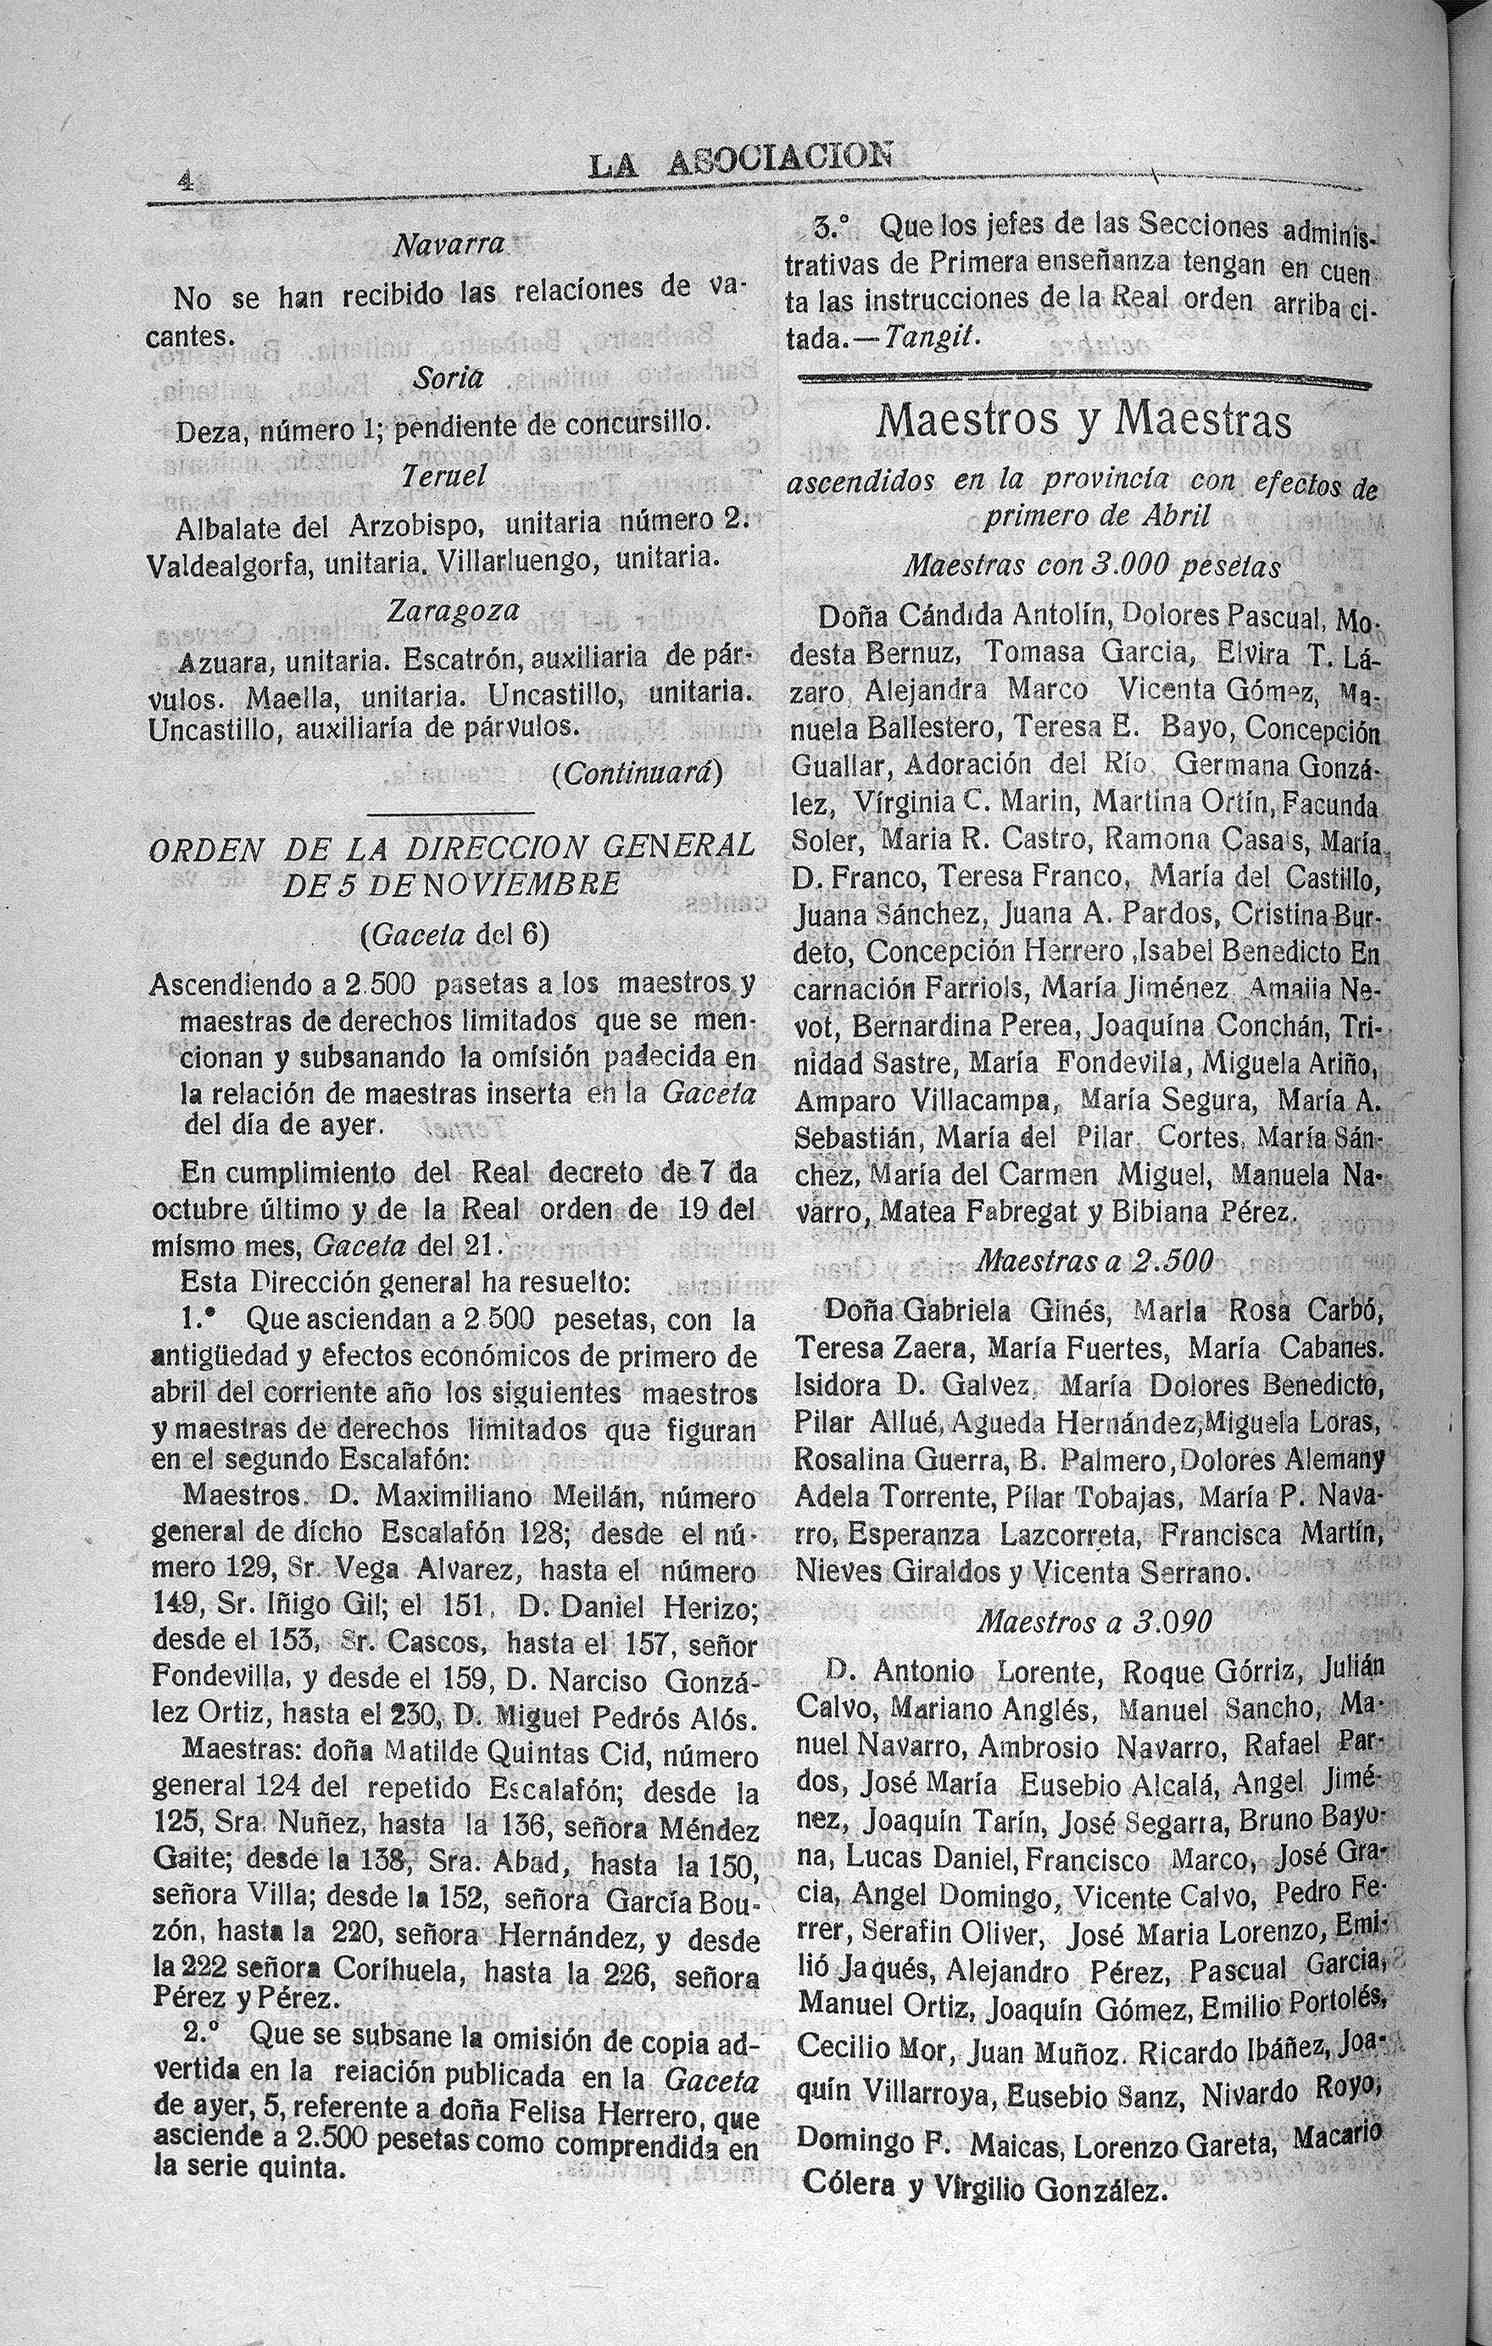 4
LA ASOCIACION
Navarra
No se han recibido las relaciones de va-
cantes.
Soria
Deza, número 1; pendiente de concursillo.
Teruel
Albalate del Arzobispo, unitaria número 2.
Valdealgorfa, unitaria. Villarluengo, unitaria.
Zaragoza
Azuara, unitaria. Escatrón, auxiliaria de pár-
vulos. Maella, unitaria. Uncastillo, unitaria.
Uncastillo, auxiliaría de párvulos.
(Continuará)
ORDEN DE LA DIRECCION GENERAL
DE 5 DE NOVIEMBRE
(Gaceta del 6)
Ascendiendo a 2.500 pasetas a los maestros y
maestras de derechos limitados que se men-
cionan y subsanando la omisión padecida en
la relación de maestras inserta en la Gaceta
del día de ayer.
En cumplimiento del Real decreto de 7 da
octubre último y de la Real orden de 19 del
mismo mes, Gaceta del 21.
Esta Dirección general ha resuelto:
1.º Que asciendan a 2.500 pesetas, con la
antigüedad y efectos económicos de primero de
abril del corriente año los siguientes maestros
y maestras de derechos limitados que figuran
en el segundo Escalafón:
Maestros. D. Maximiliano Meilán, número
general de dicho Escalafón 128; desde el nú-
mero 129, Sr. Vega Alvarez, hasta el número
149, Sr. Iñigo Gil; el 151, D. Daniel Herizo;
desde el 153, Sr. Cascos, hasta el 157, señor
Fondevilla, y desde el 159, D. Narciso Gonzá-
lez Ortiz, hasta el 230, D. Miguel Pedrós Alós.
Maestras: doña Matilde Quintas Cid, número
general 124 del repetido Escalafón; desde la
125, Sra. Nuñez, hasta la 136, señora Méndez
Gaite; desde la 138, Sra. Abad, hasta la 150,
señora Villa; desde la 152, señora García Bou-
zón, hasta la 220, señora Hernández, y desde
la 222 señora Corihuela, hasta la 226, señora
Pérez y Pérez.
2.º Que se subsane la omisión de copia ad-
vertida en la reiación publicada en la Gaceta
de ayer, 5, referente a doña Felisa Herrero, que
asciende a 2.500 pesetas como comprendida en
la serie quinta.
3.º Que los jefes de las Secciones adminis-
trativas de Primera enseñanza tengan en cuen
ta las instrucciones de la Real orden arriba ci-
tada.—Tangit.
Maestros y Maestras
ascendidos en la provincia con efectos de
primero de Abril
Maestras con 3.000 pesetas
Doña Cándida Antolín, Dolores Pascual, Mo-
desta Bernuz, Tomasa Garcia, Elvira T. Lá-
zaro, Alejandra Marco Vicenta Gómez, Ma-
nuela Ballestero, Teresa E. Bayo, Concepción
Guallar, Adoración del Río, Germana Gonzá-
lez, Vírginia C. Marin, Martina Ortín, Facunda
Soler, Maria R. Castro, Ramona Casa's, María
D. Franco, Teresa Franco, María del Castillo,
Juana Sánchez, Juana A. Pardos, Cristina Bur-
deto, Concepción Herrero ,Isabel Benedicto En
carnación Farriols, María Jiménez Amaiia Ne-
vot, Bernardina Perea, Joaquína Conchán, Tri-
nidad Sastre, María Fondevila, Miguela Ariño,
Amparo Villacampa, María Segura, María A.
Sebastián, María del Pilar Cortes, María Sán-
chez, María del Carmen Miguel, Manuela Na-
varro, Matea Fabregat y Bibiana Pérez.
Maestras a 2.500
Doña Gabriela Ginés, Marla Rosa Carbó,
Teresa Zaera, María Fuertes, María Cabanes.
Isidora D. Galvez, María Dolores Benedicto,
Pilar Allué, Agueda Hernández, Miguela Loras,
Rosalina Guerra, B. Palmero, Dolores Alemany
Adela Torrente, Pilar Tobajas, María P. Nava-
rro, Esperanza Lazcorreta, Francisca Martín,
Nieves Giraldos y Vicenta Serrano.
Maestros a 3.090
D. Antonio Lorente, Roque Górriz, Julián
Calvo, Mariano Anglés, Manuel Sancho, Ma-
nuel Navarro, Ambrosio Navarro, Rafael Par-
dos, José María Eusebio Alcalá, Angel Jimé-
nez, Joaquín Tarín, José Segarra, Bruno Bayo-
na, Lucas Daniel, Francisco Marco, José Gra-
cia, Angel Domingo, Vicente Calvo, Pedro Fe-
rrer, Serafin Oliver, José Maria Lorenzo, Emi-
lió Jaqués, Alejandro Pérez, Pascual Garcia,
Manuel Ortiz, Joaquín Gómez, Emilio Portolés,
Cecilio Mor, Juan Muñoz. Ricardo Ibáñez, Joa-
quín Villarroya, Eusebio Sanz, Nivardo Royo,
Domingo F. Maicas, Lorenzo Gareta, Macario
Cólera y Virgilio González.